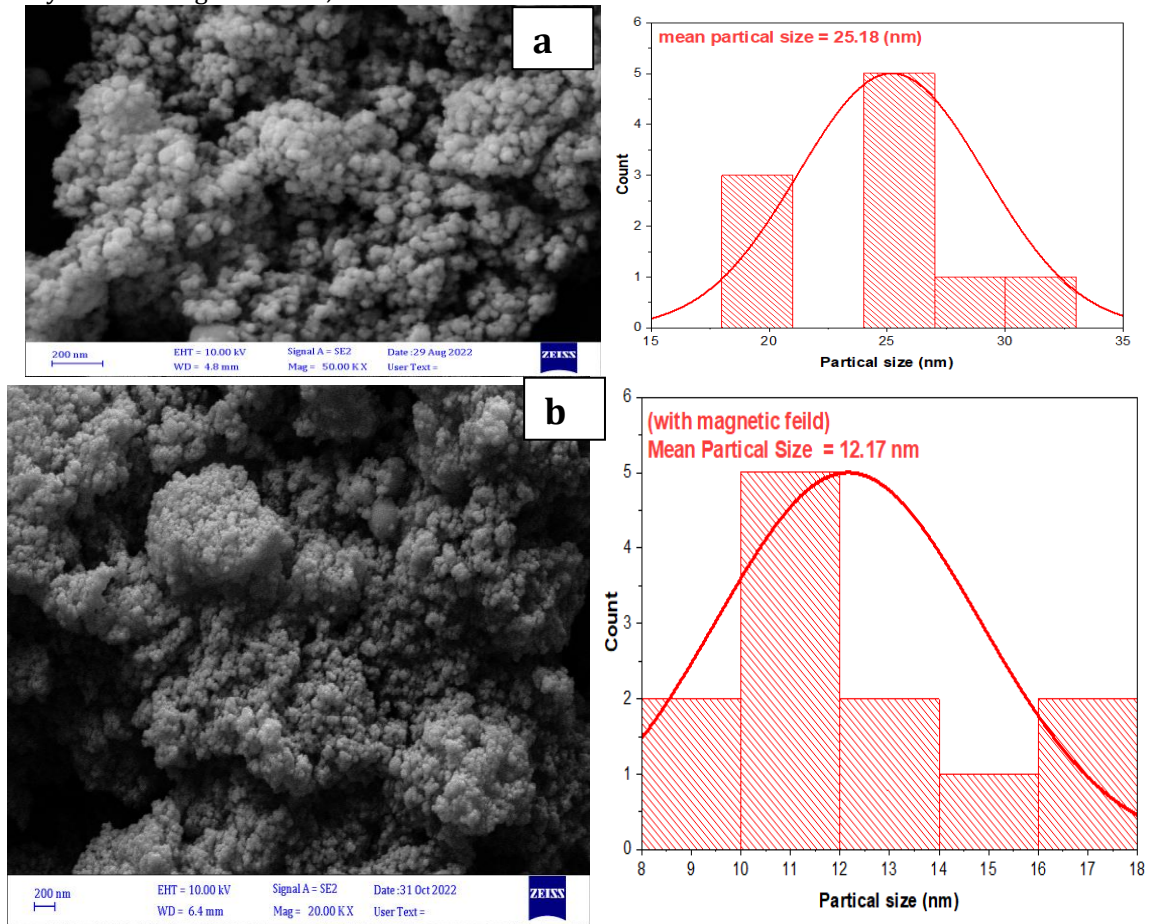 a
200 nm
EHT = 10.00 kV Signal A = SE2 Date :29 Aug 2022 ZEISS
WD = 4.8 mm Mag = 50.00 K X User Text =
mean partical size = 25.18 (nm)
6
5
4
3
2
1
0
Count
15 20 25 30 35
Partical size (nm)
b
200 nm
EHT = 10.00 kV Signal A = SE2 Date :31 Oct 2022 ZEISS
WD = 6.4 mm Mag = 20.00 K X User Text =
(with magnetic feild)
Mean Partical Size = 12.17 nm
6
5
4
3
2
1
0
Count
8 9 10 11 12 13 14 15 16 17 18
Partical size (nm)